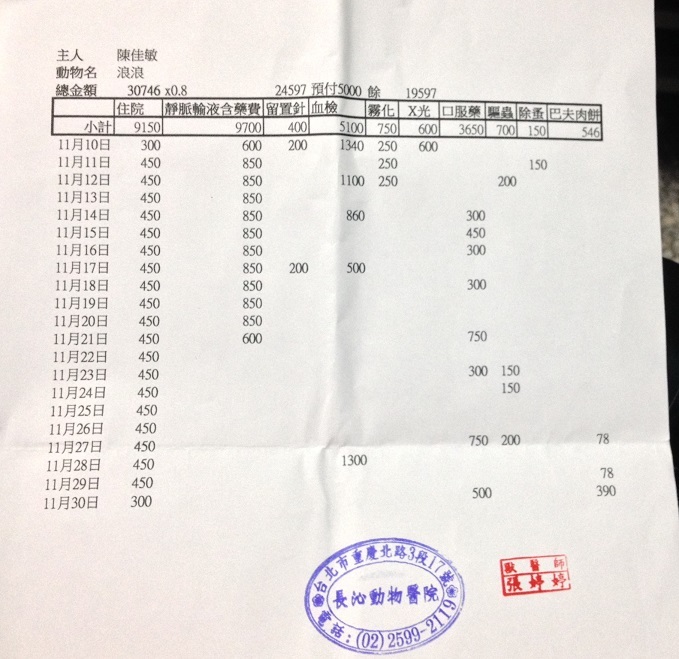 主人 陳佳敏
動物名 浪浪
總金額 30746 x0.8 24597 預付5000 餘 19597
住院 靜脈輸液含藥費 留置針 血檢 霧化 X光 口服藥 驅蟲 除蚤 巴夫肉餅
小計 9150 9700 400 5100 750 600 3650 700 150 546
11月10日 300 600 200 1340 250 600
11月11日 450 850 250 150
11月12日 450 850 1100 250 200
11月13日 450 850
11月14日 450 850 860 300
11月15日 450 850 450
11月16日 450 850 300
11月17日 450 850 200 500
11月18日 450 850 300
11月19日 450 850
11月20日 450 850
11月21日 450 600 750
11月22日 450
11月23日 450 300 150
11月24日 450 150
11月25日 450
11月26日 450
11月27日 450 750 200 78
11月28日 450 1300
11月29日 450 78
11月30日 300 500 390
台北市重慶北路3段17號
長沁動物醫院
電話:(02)2599-2119
獸醫師
張婷婷